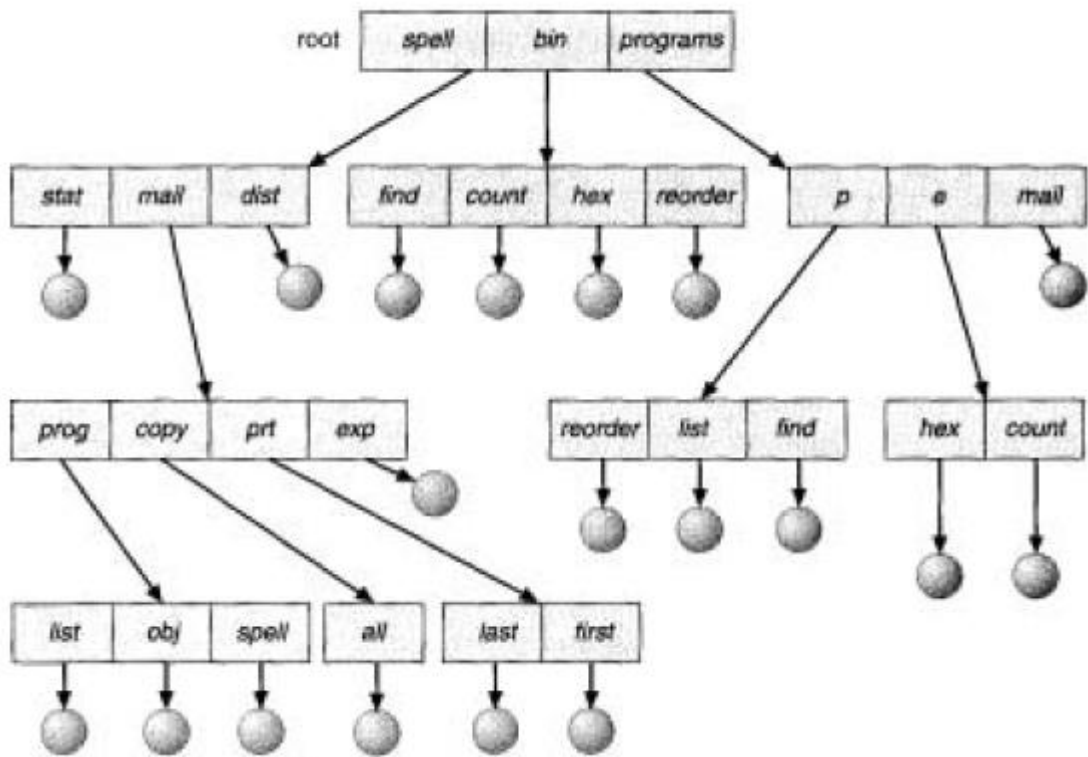 root spell bin programs
stat mail dist find count hex reorder p e mail
prog copy prt exp reorder list find hex count
list obj spell all last first